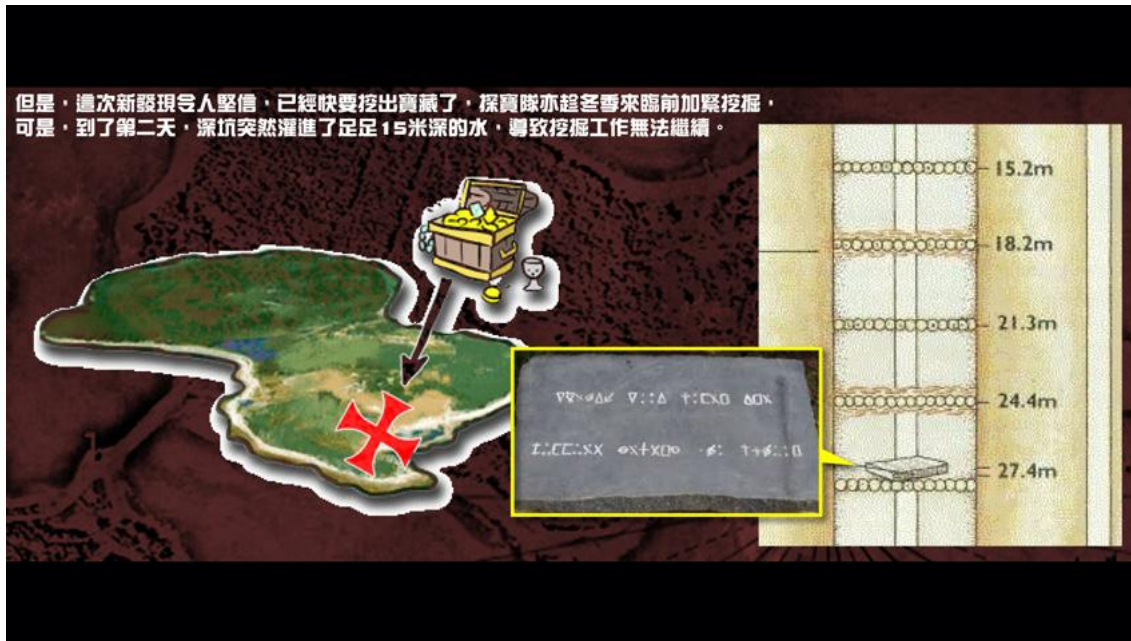 但是，這次新發現令人堅信，已經快要挖出寶藏了，探寶隊亦趁冬季來臨前加緊挖掘，
可是，到了第二天，深坑突然灌進了足足15米深的水，導致挖掘工作無法繼續。
15.2m
18.2m
21.3m
24.4m
27.4m